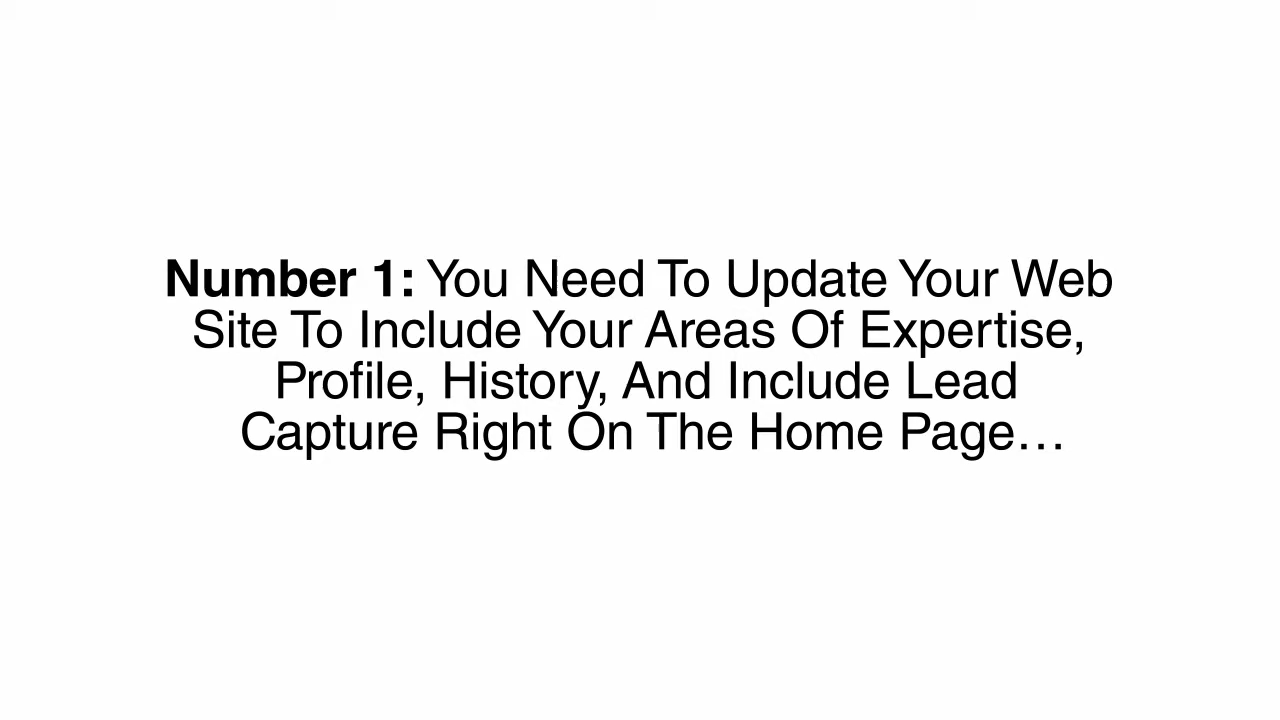 Number 1: You Need To Update Your Web
Site To Include Your Areas Of Expertise,
Profile, History, And Include Lead
Capture Right On The Home Page…